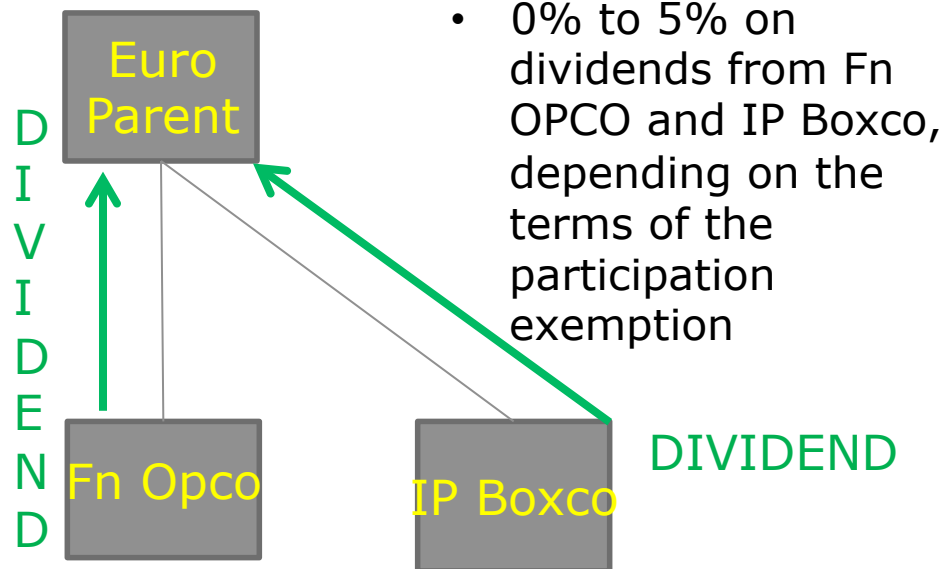 Euro
Parent
• 0% to 5% on
dividends from Fn
OPCO and IP Boxco,
depending on the
terms of the
participation
exemption
D
I
V
I
D
E
N
D
Fn Opco
IP Boxco
DIVIDEND